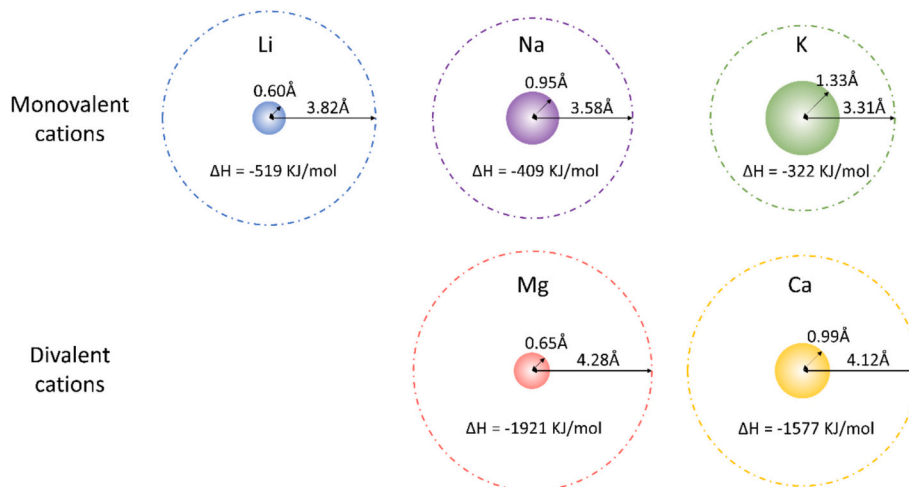 Li
Na
K
Monovalent
cations
0.60Å
3.82Å
0.95Å
3.58Å
1.33Å
3.31Å
ΔH = -519 KJ/mol
ΔH = -409 KJ/mol
ΔH = -322 KJ/mol
Mg
Ca
Divalent
cations
0.65Å
4.28Å
0.99Å
4.12Å
ΔH = -1921 KJ/mol
ΔH = -1577 KJ/mol